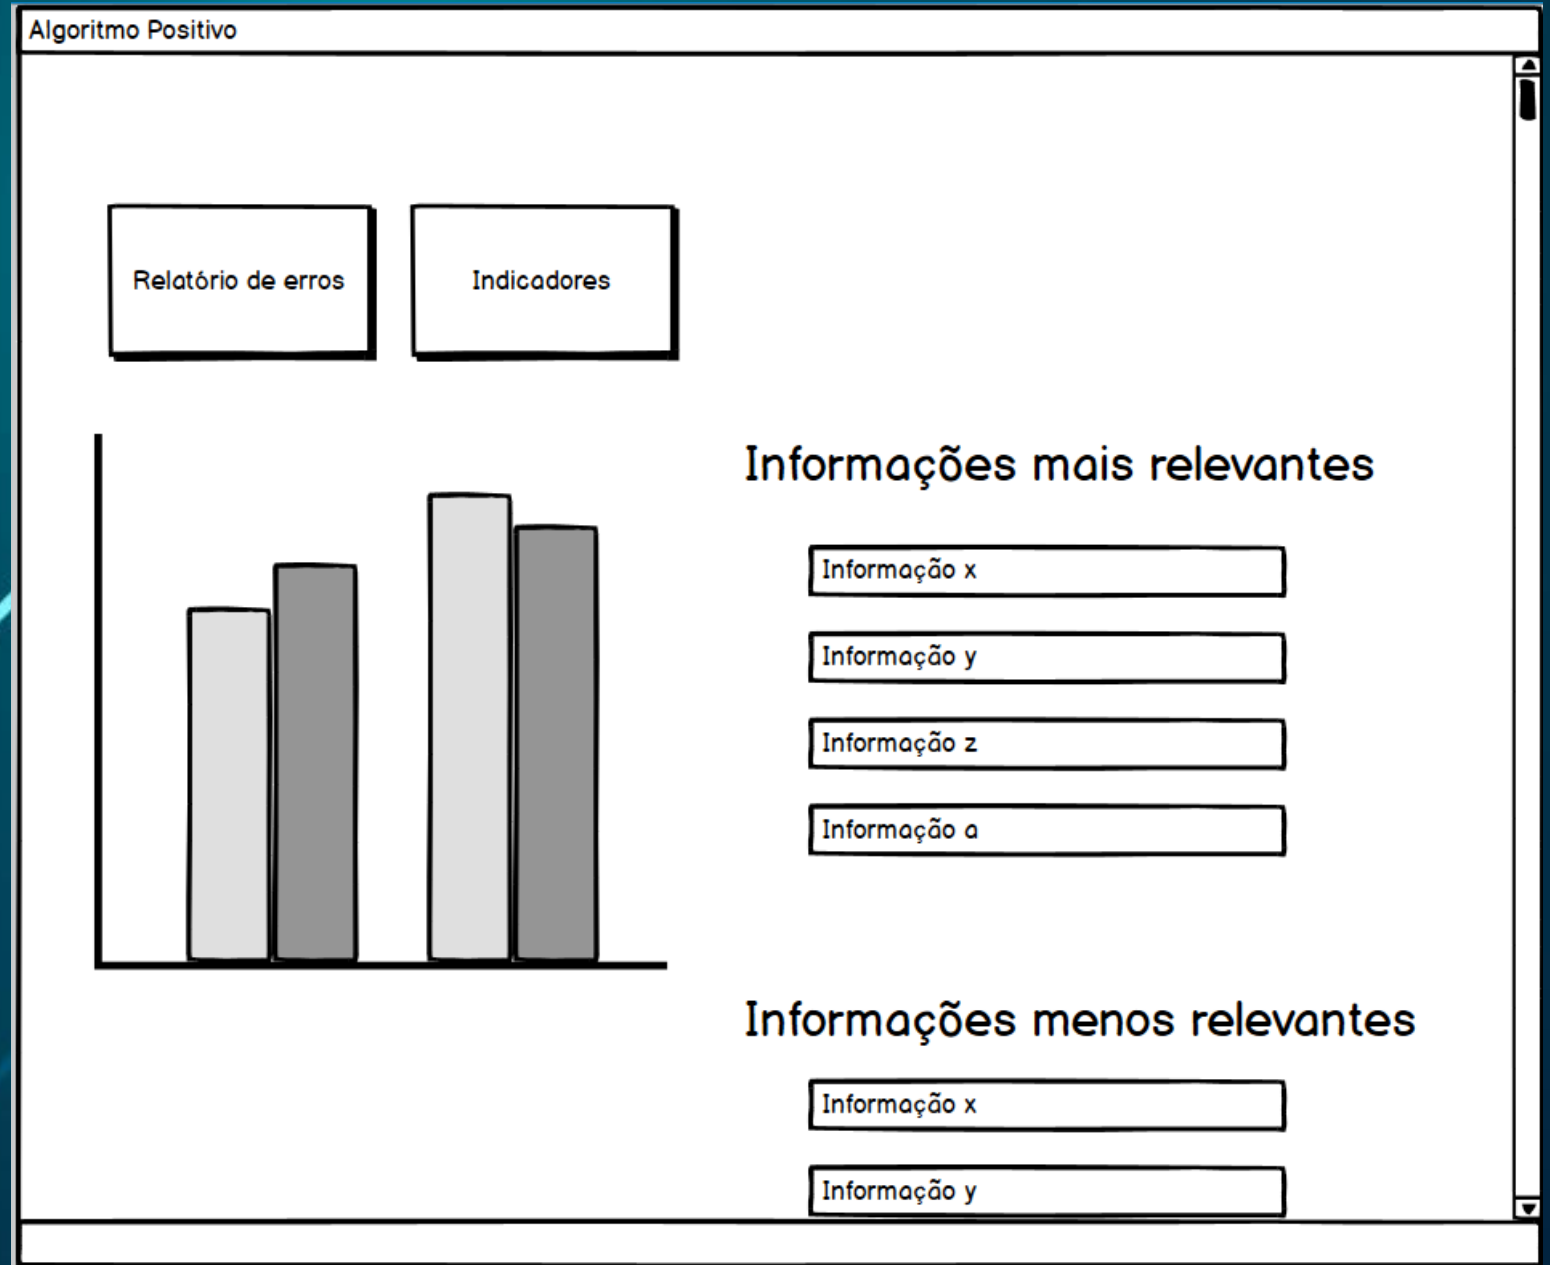 Algoritmo Positivo
Relatório de erros
Indicadores
Informações mais relevantes
Informação x
Informação y
Informação z
Informação a
Informações menos relevantes
Informação x
Informação y